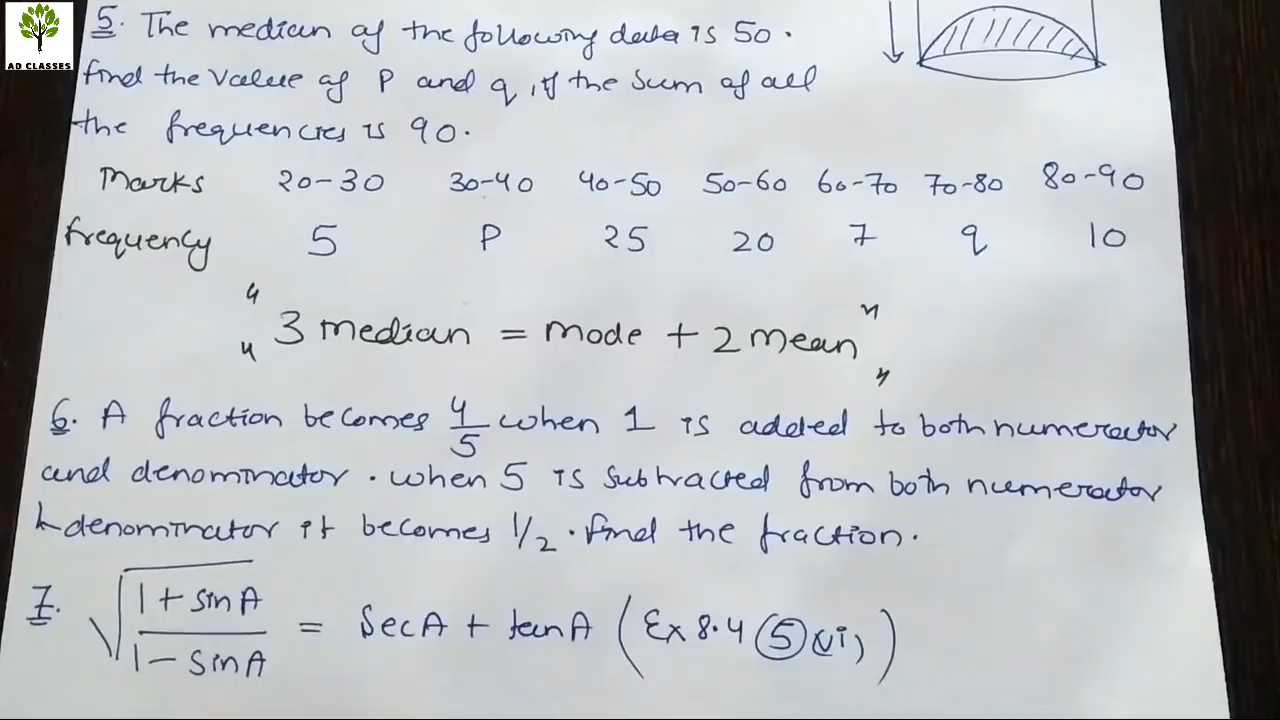 AD CLASSES
5. The median of the following data is 50.
find the value of P and q, if the sum of all
the frequencies is 90.
Marks 20-30 30-40 40-50 50-60 60-70 70-80 80-90
frequency 5 P 25 20 7 q 10
" 3 median = mode + 2 mean "
6. A fraction becomes 4/5 when 1 is added to both numerator
and denominator. when 5 is subtracted from both numerator
& denominator it becomes 1/2. find the fraction.
7. √(1 + sinA / 1 - sinA) = SecA + tanA (Ex 8.4 ⑤ (vi))